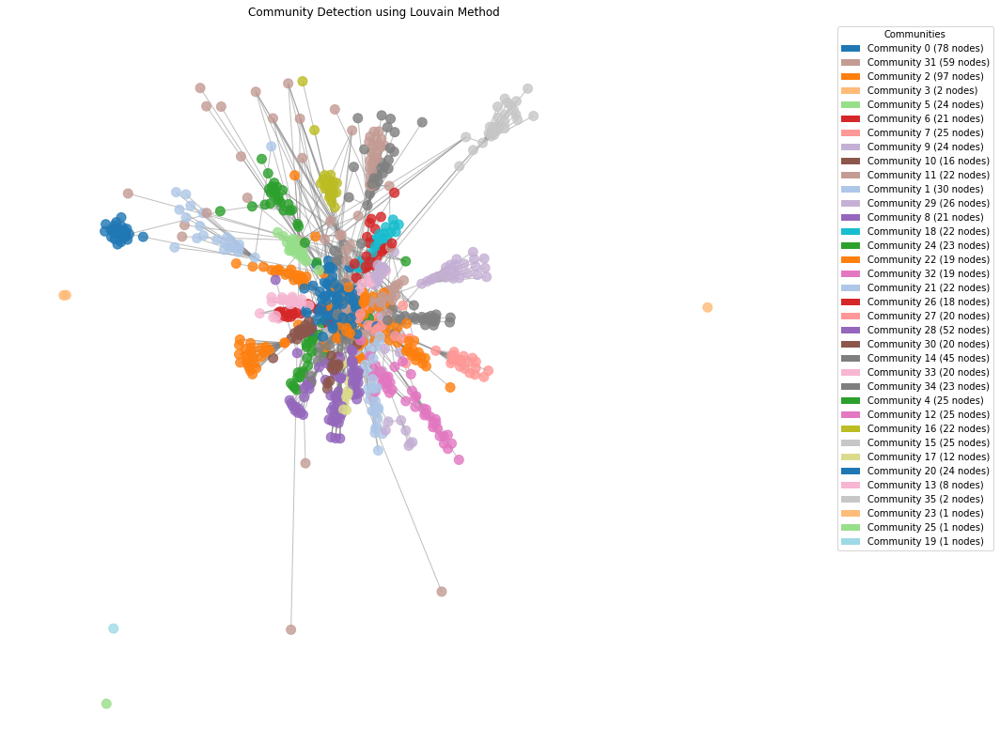 Community Detection using Louvain Method
Communities
Community 0 (78 nodes)
Community 31 (59 nodes)
Community 2 (97 nodes)
Community 3 (2 nodes)
Community 5 (24 nodes)
Community 6 (21 nodes)
Community 7 (25 nodes)
Community 9 (24 nodes)
Community 10 (16 nodes)
Community 11 (22 nodes)
Community 1 (30 nodes)
Community 29 (26 nodes)
Community 8 (21 nodes)
Community 18 (22 nodes)
Community 24 (23 nodes)
Community 22 (19 nodes)
Community 32 (19 nodes)
Community 21 (22 nodes)
Community 26 (18 nodes)
Community 27 (20 nodes)
Community 28 (52 nodes)
Community 30 (20 nodes)
Community 14 (45 nodes)
Community 33 (20 nodes)
Community 34 (23 nodes)
Community 4 (25 nodes)
Community 12 (25 nodes)
Community 16 (22 nodes)
Community 15 (25 nodes)
Community 17 (12 nodes)
Community 20 (24 nodes)
Community 13 (8 nodes)
Community 35 (2 nodes)
Community 23 (1 nodes)
Community 25 (1 nodes)
Community 19 (1 nodes)